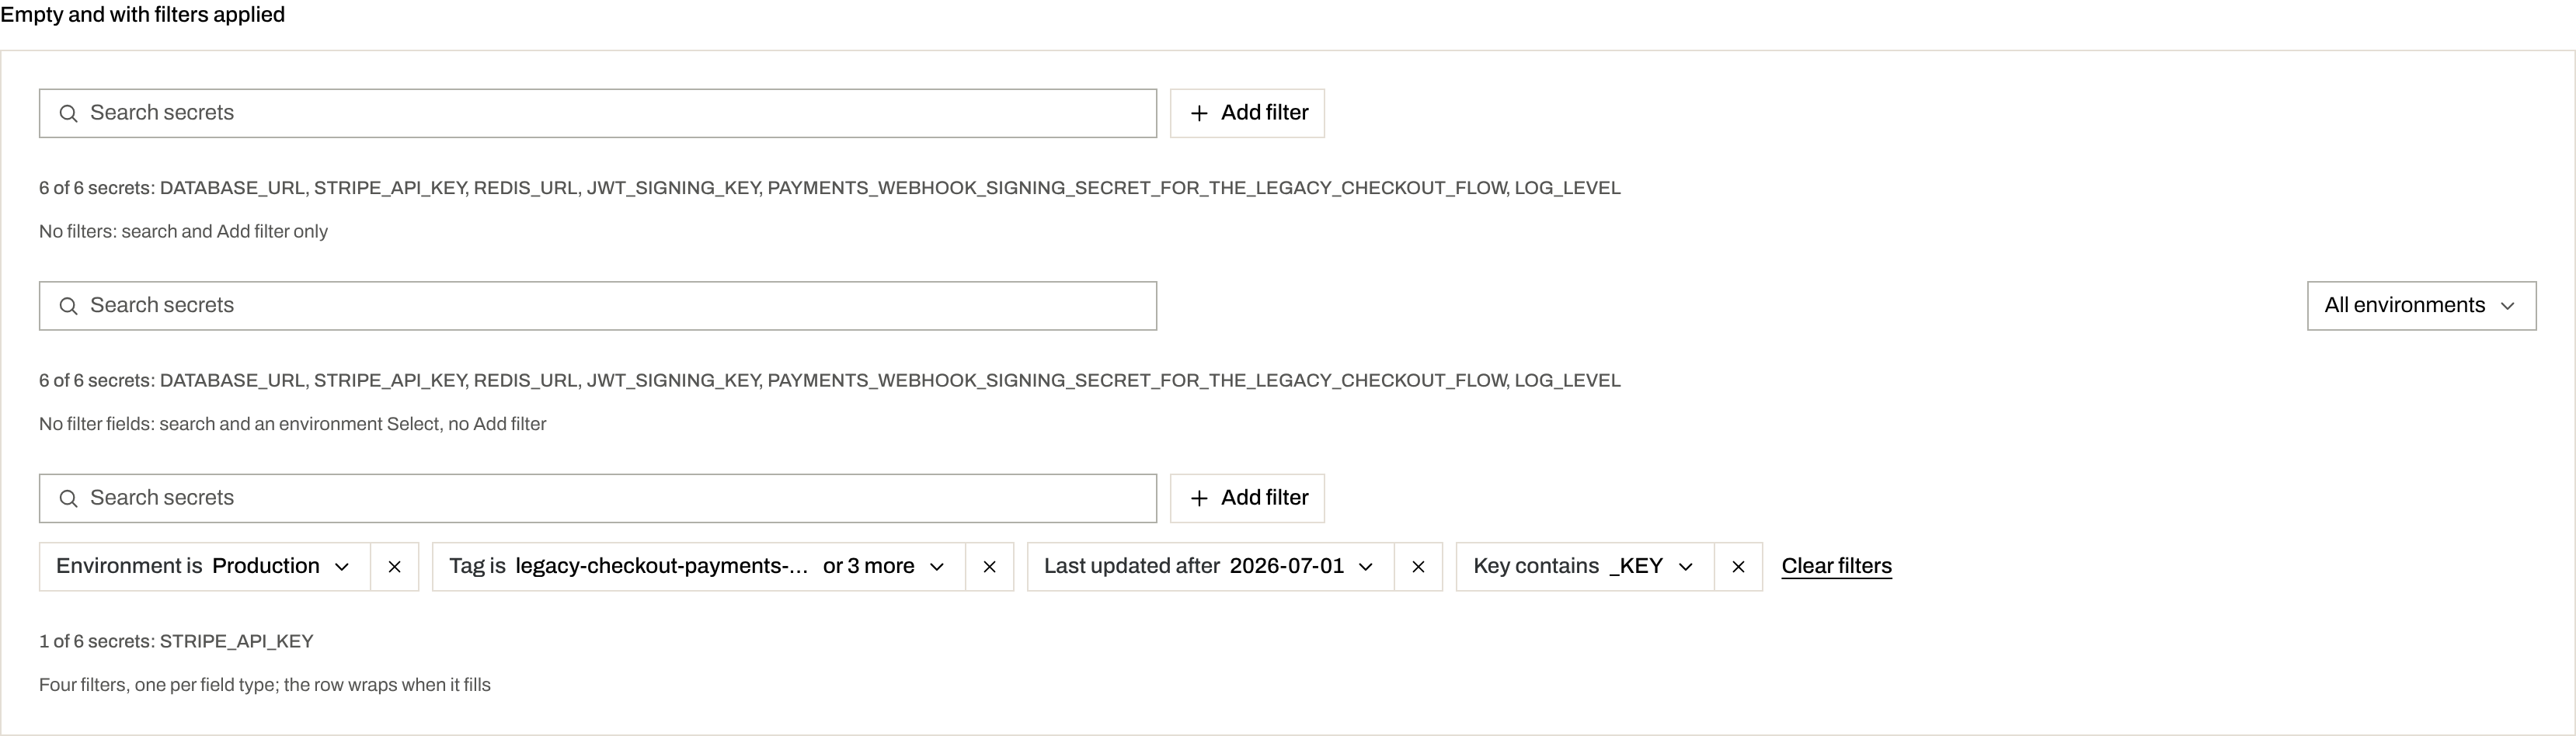 Empty and with filters applied
Search secrets
Add filter
6 of 6 secrets: DATABASE_URL, STRIPE_API_KEY, REDIS_URL, JWT_SIGNING_KEY, PAYMENTS_WEBHOOK_SIGNING_SECRET_FOR_THE_LEGACY_CHECKOUT_FLOW, LOG_LEVEL
No filters: search and Add filter only
Search secrets
All environments
6 of 6 secrets: DATABASE_URL, STRIPE_API_KEY, REDIS_URL, JWT_SIGNING_KEY, PAYMENTS_WEBHOOK_SIGNING_SECRET_FOR_THE_LEGACY_CHECKOUT_FLOW, LOG_LEVEL
No filter fields: search and an environment Select, no Add filter
Search secrets
Add filter
Environment is Production
Tag is legacy-checkout-payments-... or 3 more
Last updated after 2026-07-01
Key contains _KEY
Clear filters
1 of 6 secrets: STRIPE_API_KEY
Four filters, one per field type; the row wraps when it fills